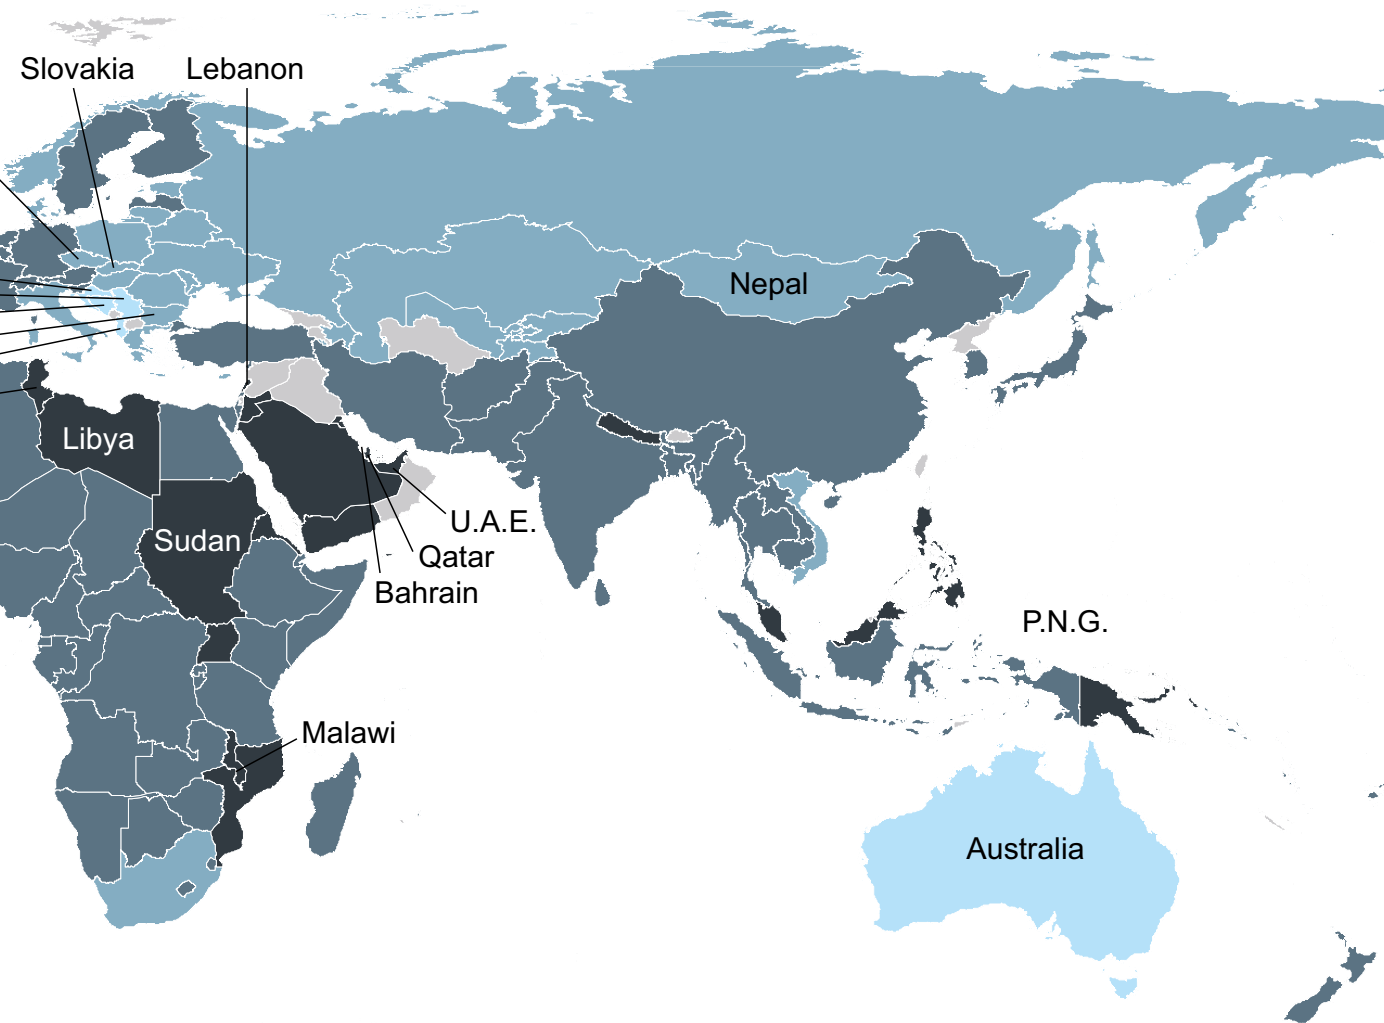 Slovakia
Lebanon
Nepal
Libya
U.A.E.
Sudan
Qatar
Bahrain
P.N.G.
Malawi
Australia